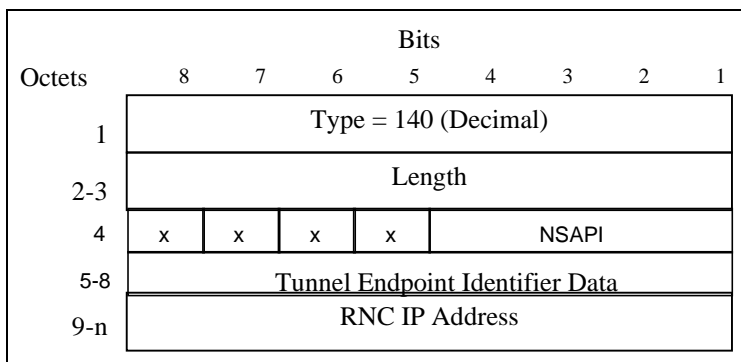 Bits
Octets 8 7 6 5 4 3 2 1
1 Type = 140 (Decimal)
2-3 Length
4 x x x x NSAPI
5-8 Tunnel Endpoint Identifier Data
9-n RNC IP Address